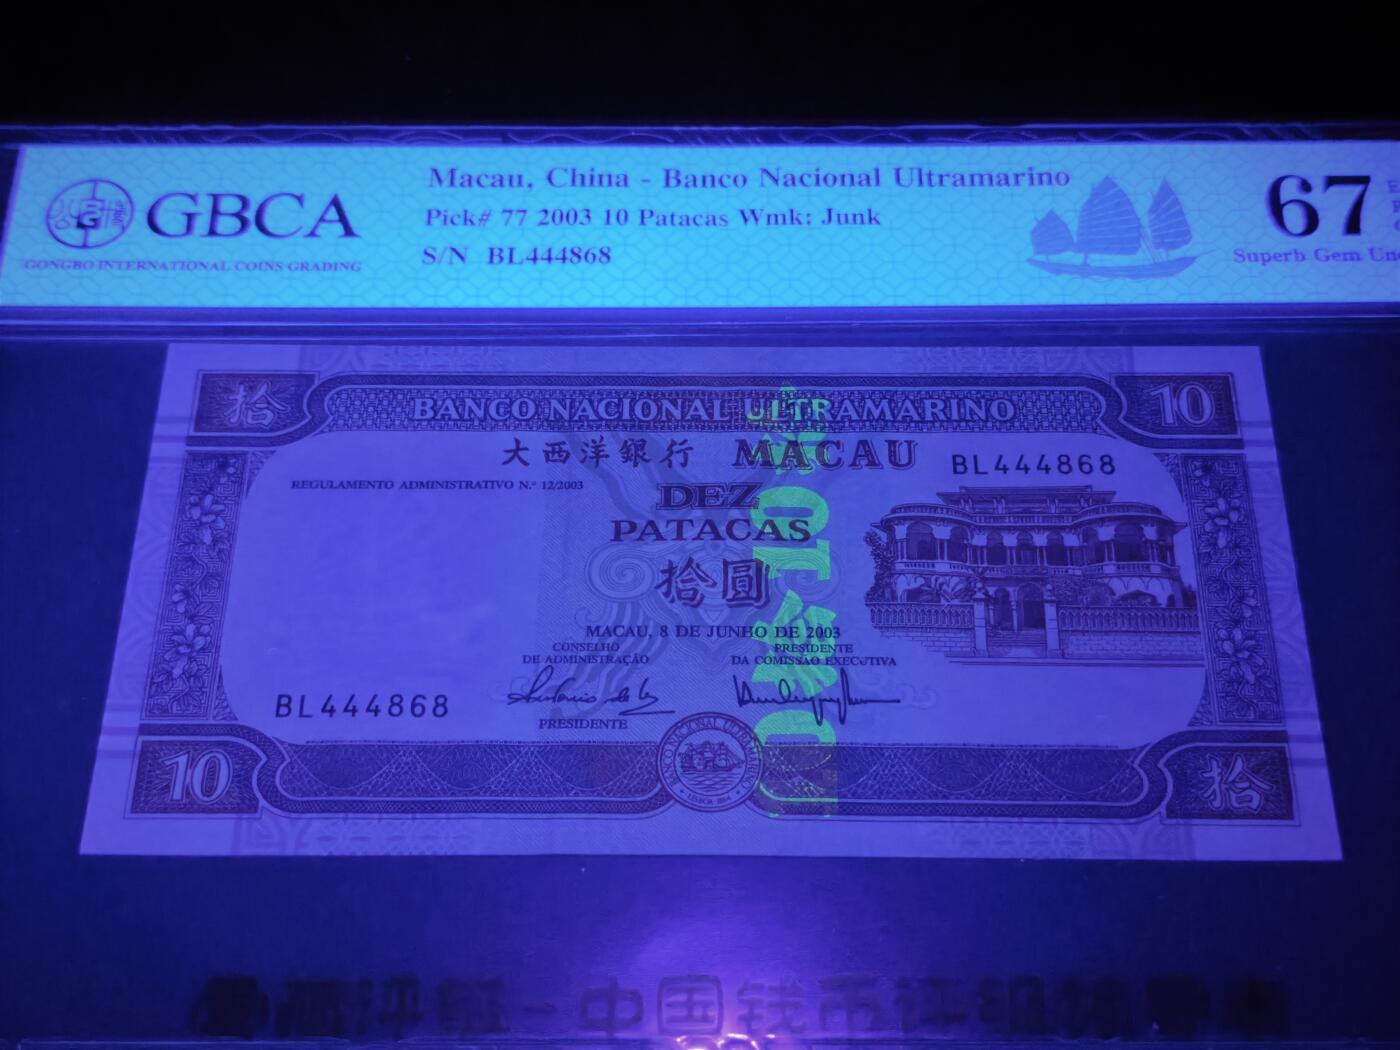 GBCA
GONGBO INTERNATIONAL COINS GRADING
Macau, China - Banco Nacional Ultramarino
Pick# 77 2003 10 Patacas Wmk: Junk
S/N BL444868
67
Superb Gem Unc
拾
BANCO NACIONAL ULTRAMARINO
10
大西洋銀行 MACAU
BL444868
REGULAMENTO ADMINISTRATIVO N.º 12/2003
DEZ
PATACAS
拾圓
MACAU, 8 DE JUNHO DE 2003
CONSELHO
DE ADMINISTRAÇÃO
PRESIDENTE
DA COMISSÃO EXECUTIVA
BL444868
PRESIDENTE
10
拾